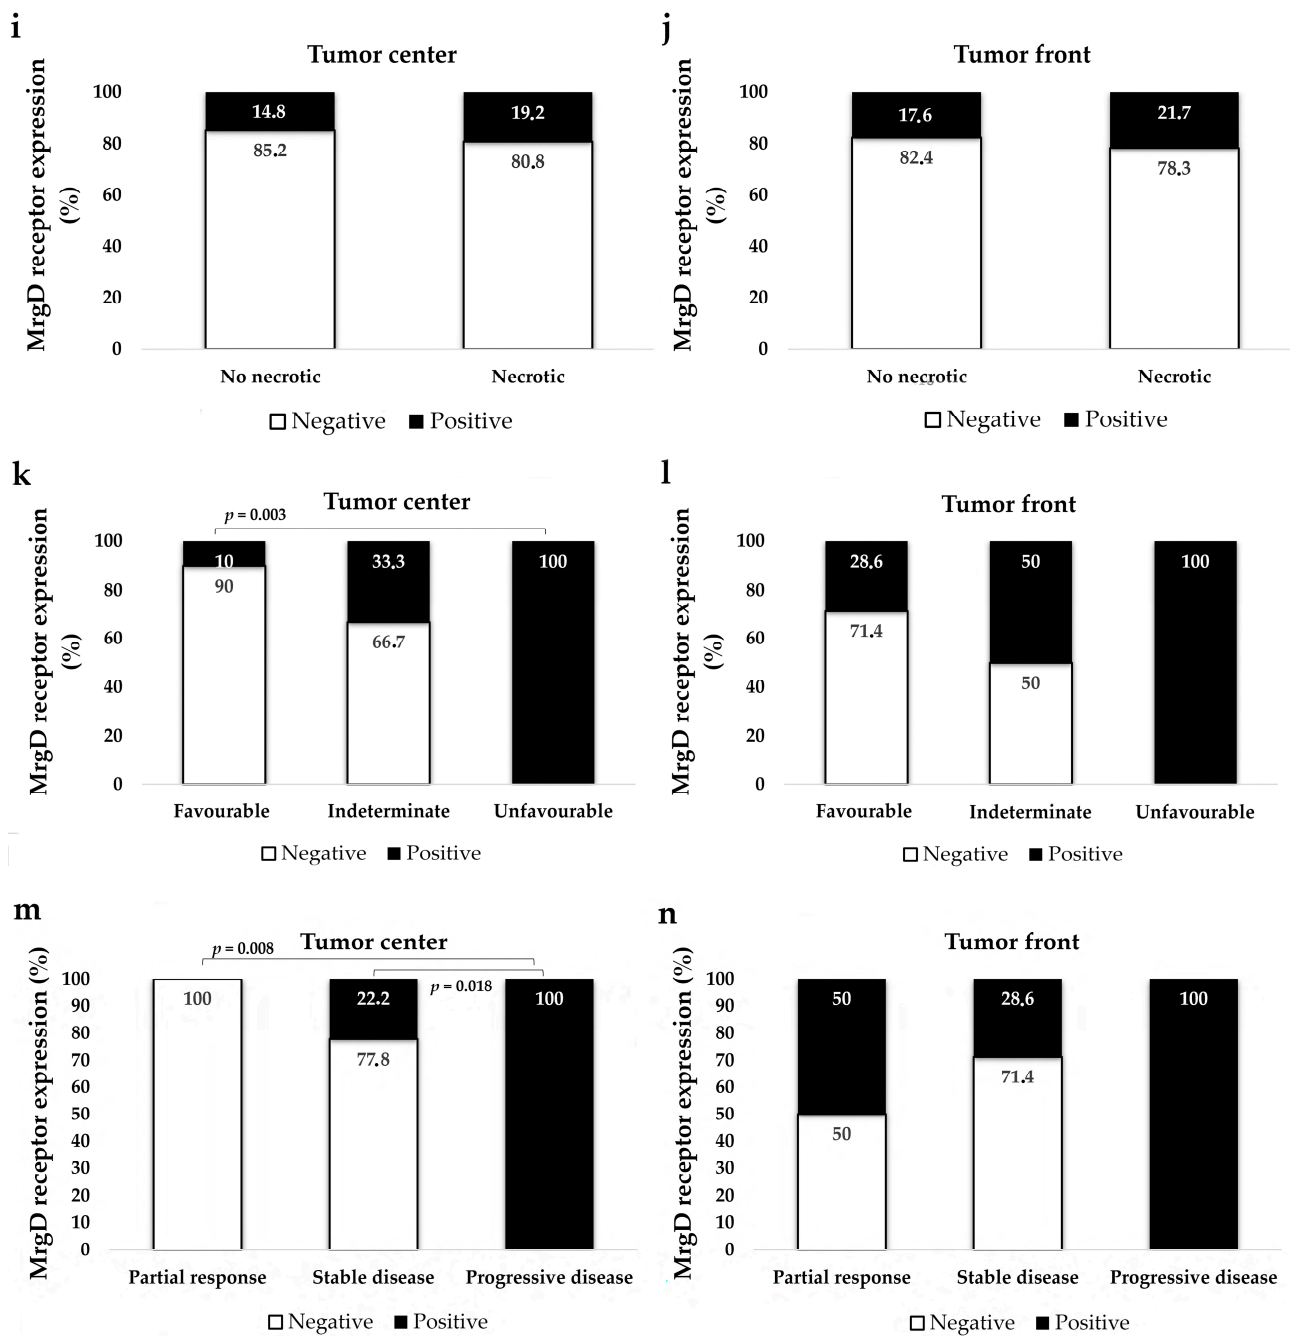 i
Tumor center
MrgD receptor expression
(%)
100
80
60
40
20
0
14.8
85.2
19.2
80.8
No necrotic
Necrotic
Negative
Positive
j
Tumor front
MrgD receptor expression
(%)
100
80
60
40
20
0
17.6
82.4
21.7
78.3
No necrotic
Necrotic
Negative
Positive
k
Tumor center
p = 0.003
MrgD receptor expression
(%)
100
80
60
40
20
0
10
90
33.3
66.7
100
Favourable
Indeterminate
Unfavourable
Negative
Positive
l
Tumor front
MrgD receptor expression
(%)
100
80
60
40
20
0
28.6
71.4
50
50
100
Favourable
Indeterminate
Unfavourable
Negative
Positive
m
Tumor center
p = 0.008
p = 0.018
MrgD receptor expression (%)
100
90
80
70
60
50
40
30
20
10
0
100
22.2
77.8
100
Partial response
Stable disease
Progressive disease
Negative
Positive
n
Tumor front
MrgD receptor expression (%)
100
90
80
70
60
50
40
30
20
10
0
50
50
28.6
71.4
100
Partial response
Stable disease
Progressive disease
Negative
Positive